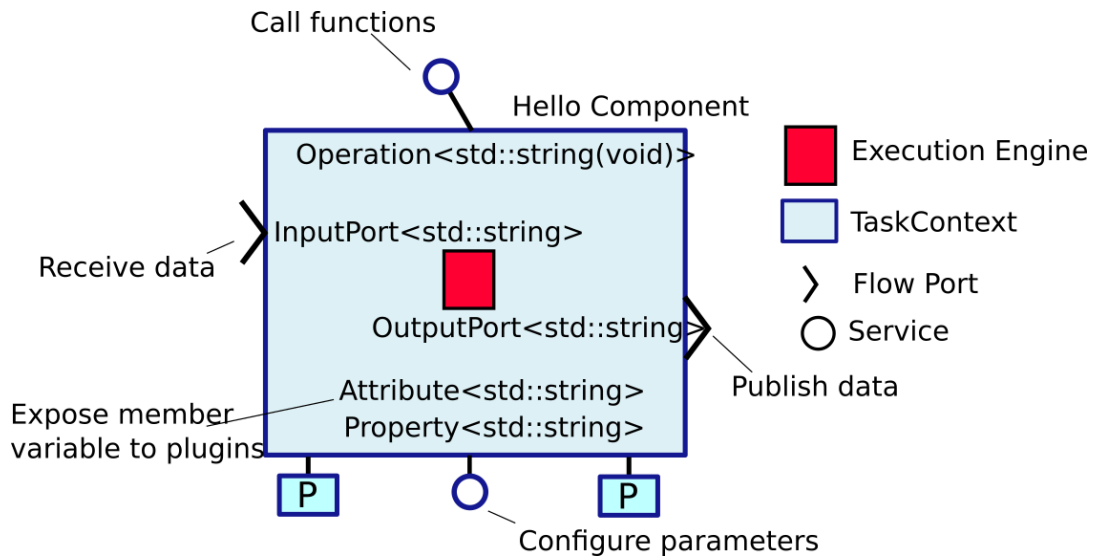 Call functions
Hello Component
Operation<std::string(void)>
Execution Engine
TaskContext
InputPort<std::string>
Receive data
Flow Port
OutputPort<std::string>
Service
Publish data
Attribute<std::string>
Expose member
variable to plugins
Property<std::string>
P
P
Configure parameters